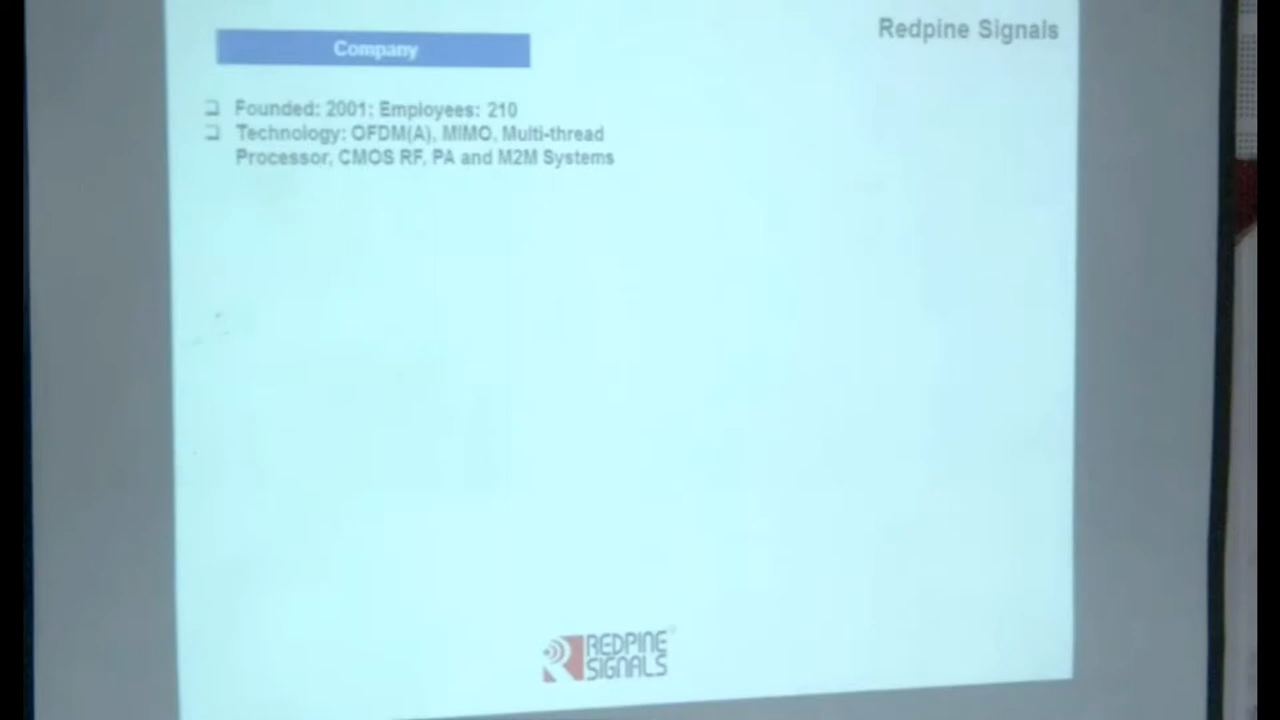 Redpine Signals
Company
Founded: 2001; Employees: 210
Technology: OFDM(A), MIMO, Multi-thread
Processor, CMOS RF, PA and M2M Systems
REDPINE
SIGNALS